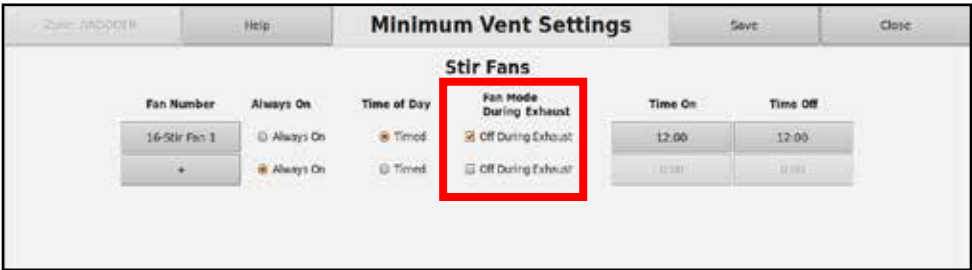 Help
Minimum Vent Settings
Save
Close
Stir Fans
Fan Number
Always On
Time of Day
Fan Mode
During Exhaust
Time On
Time Off
16-Stir Fan 1
Always On
Timed
Off During Exhaust
12:00
12:00
+
Always On
Timed
Off During Exhaust